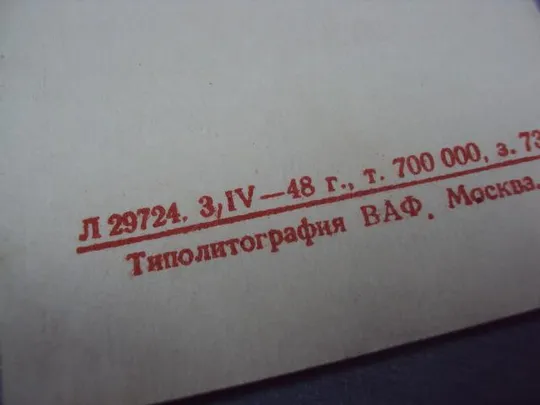 Л 29724. 3/IV—48 г., т. 700 000, з. 73
Типолитография ВАФ. Москва.